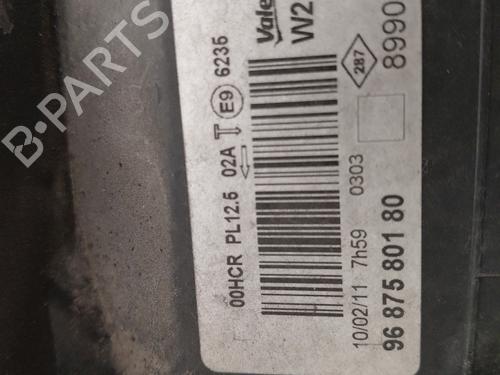 Vale
W2
8990
287
6235
E9
02A
00HCR PL12.6
0303
10/02/11 7h59
96 875 801 80
B-PARTS